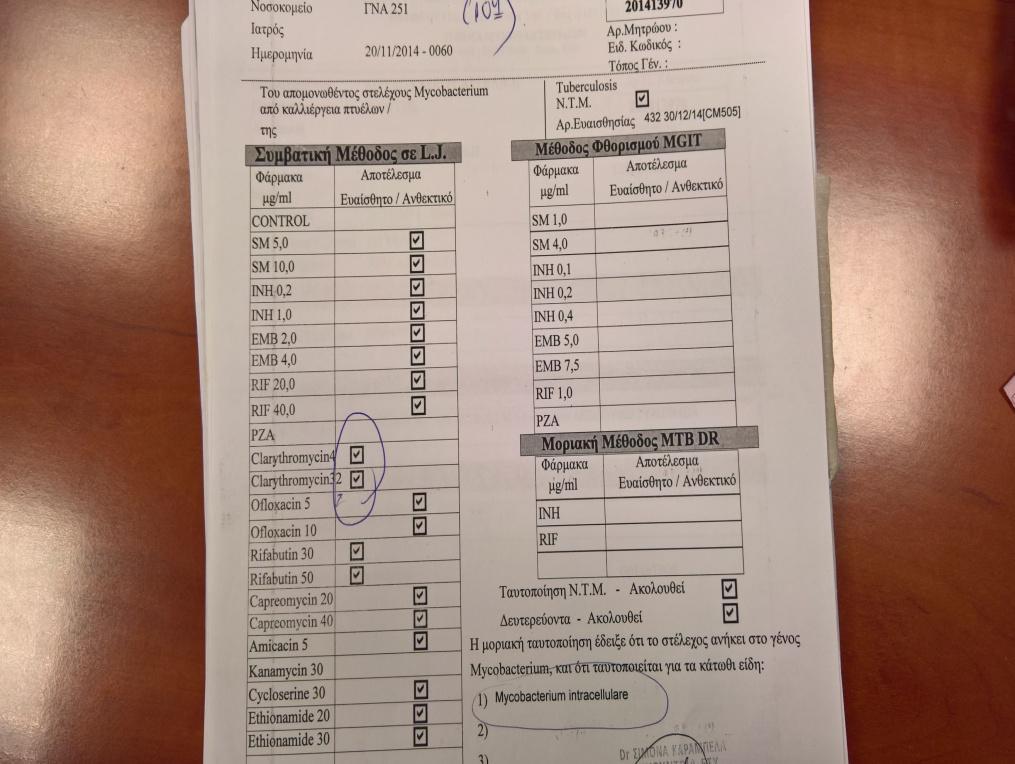 Νοσοκομείο ΓΝΑ 251
Ιατρός
Ημερομηνία 20/11/2014 - 0060
201413970
Αρ.Μητρώου :
Ειδ. Κωδικός :
Τόπος Γέν. :
Του απομονωθέντος στελέχους Mycobacterium
από καλλιέργεια πτυέλων /
της
Tuberculosis
N.T.M.
Αρ.Ευαισθησίας 432 30/12/14[CM505]
Συμβατική Μέθοδος σε L.J.
Φάρμακα Αποτέλεσμα
μg/ml Ευαίσθητο / Ανθεκτικό
CONTROL
SM 5,0
SM 10,0
INH 0,2
INH 1,0
EMB 2,0
EMB 4,0
RIF 20,0
RIF 40,0
PZA
Clarythromycin4
Clarythromycin32
Ofloxacin 5
Ofloxacin 10
Rifabutin 30
Rifabutin 50
Capreomycin 20
Capreomycin 40
Amicacin 5
Kanamycin 30
Cycloserine 30
Ethionamide 20
Ethionamide 30
Μέθοδος Φθορισμού MGIT
Φάρμακα Αποτέλεσμα
μg/ml Ευαίσθητο / Ανθεκτικό
SM 1,0
SM 4,0
INH 0,1
INH 0,2
INH 0,4
EMB 5,0
EMB 7,5
RIF 1,0
PZA
Μοριακή Μέθοδος MTB DR
Φάρμακα Αποτέλεσμα
μg/ml Ευαίσθητο / Ανθεκτικό
INH
RIF
Ταυτοποίηση N.T.M. - Ακολουθεί
Δευτερεύοντα - Ακολουθεί
Η μοριακή ταυτοποίηση έδειξε ότι το στέλεχος ανήκει στο γένος
Mycobacterium, και ότι ταυτοποιείται για τα κάτωθι είδη:
1) Mycobacterium intracellulare
2)
3)
Dr ΣΙΜΟΝΑ ΚΑΡΑΜΠΕΛΑ